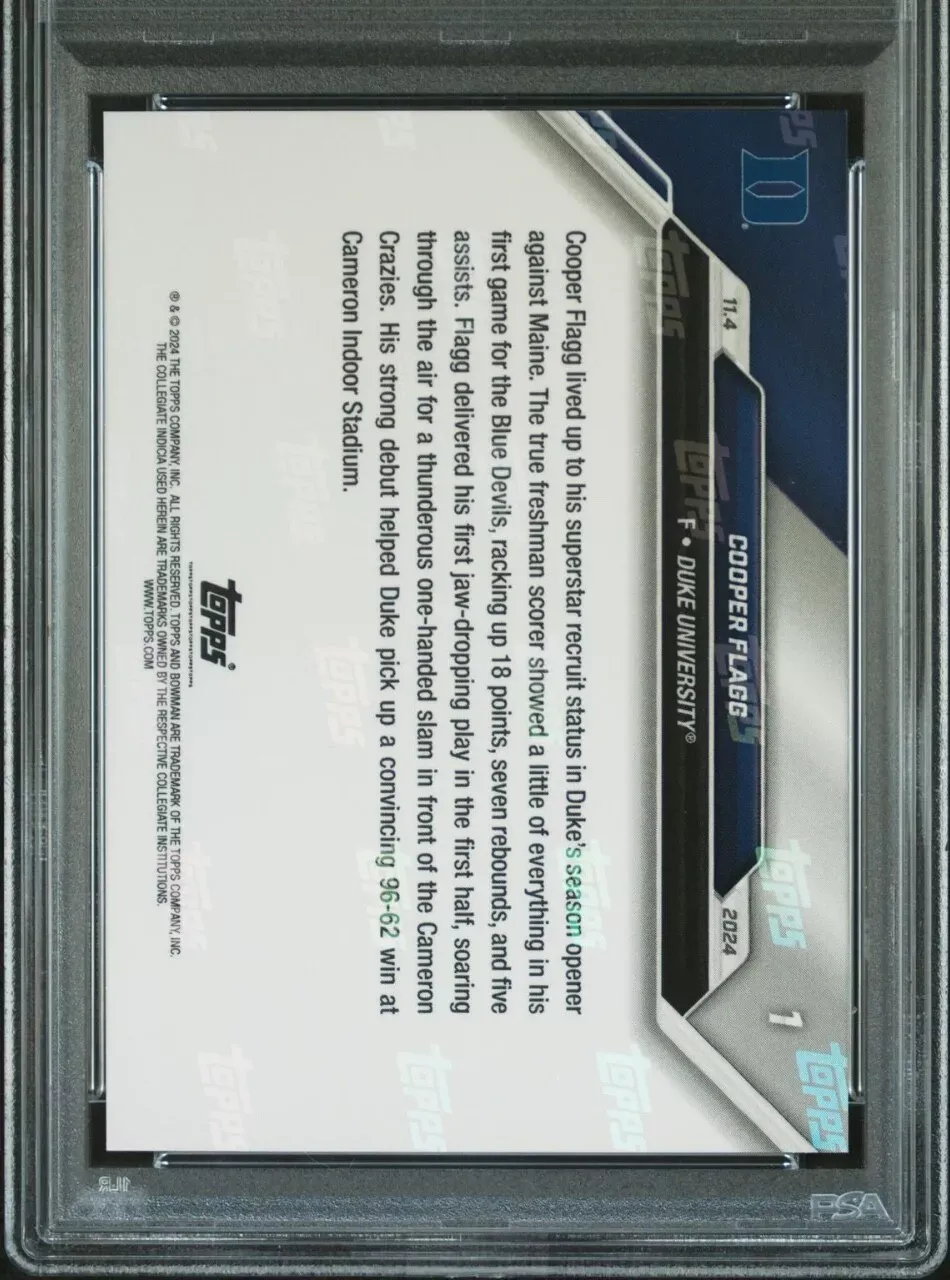 1
11.4
2024
COOPER FLAGG
F • DUKE UNIVERSITY®
Cooper Flagg lived up to his superstar recruit status in Duke's season opener
against Maine. The true freshman scorer showed a little of everything in his
first game for the Blue Devils, racking up 18 points, seven rebounds, and five
assists. Flagg delivered his first jaw-dropping play in the first half, soaring
through the air for a thunderous one-handed slam in front of the Cameron
Crazies. His strong debut helped Duke pick up a convincing 96-62 win at
Cameron Indoor Stadium.
topps®
® & © 2024 THE TOPPS COMPANY, INC. ALL RIGHTS RESERVED. TOPPS AND BOWMAN ARE TRADEMARK OF THE TOPPS COMPANY, INC.
THE COLLEGIATE INDICIA USED HEREIN ARE TRADEMARKS OWNED BY THE RESPECTIVE COLLEGIATE INSTITUTIONS.
WWW.TOPPS.COM
PSA